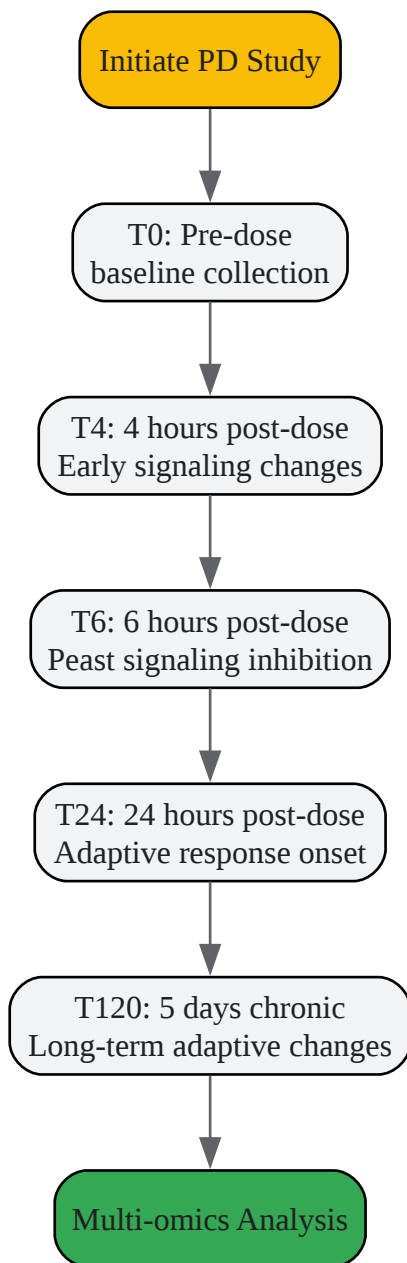 Initiate PD Study
T0: Pre-dose
baseline collection
T4: 4 hours post-dose
Early signaling changes
T6: 6 hours post-dose
Peast signaling inhibition
T24: 24 hours post-dose
Adaptive response onset
T120: 5 days chronic
Long-term adaptive changes
Multi-omics Analysis